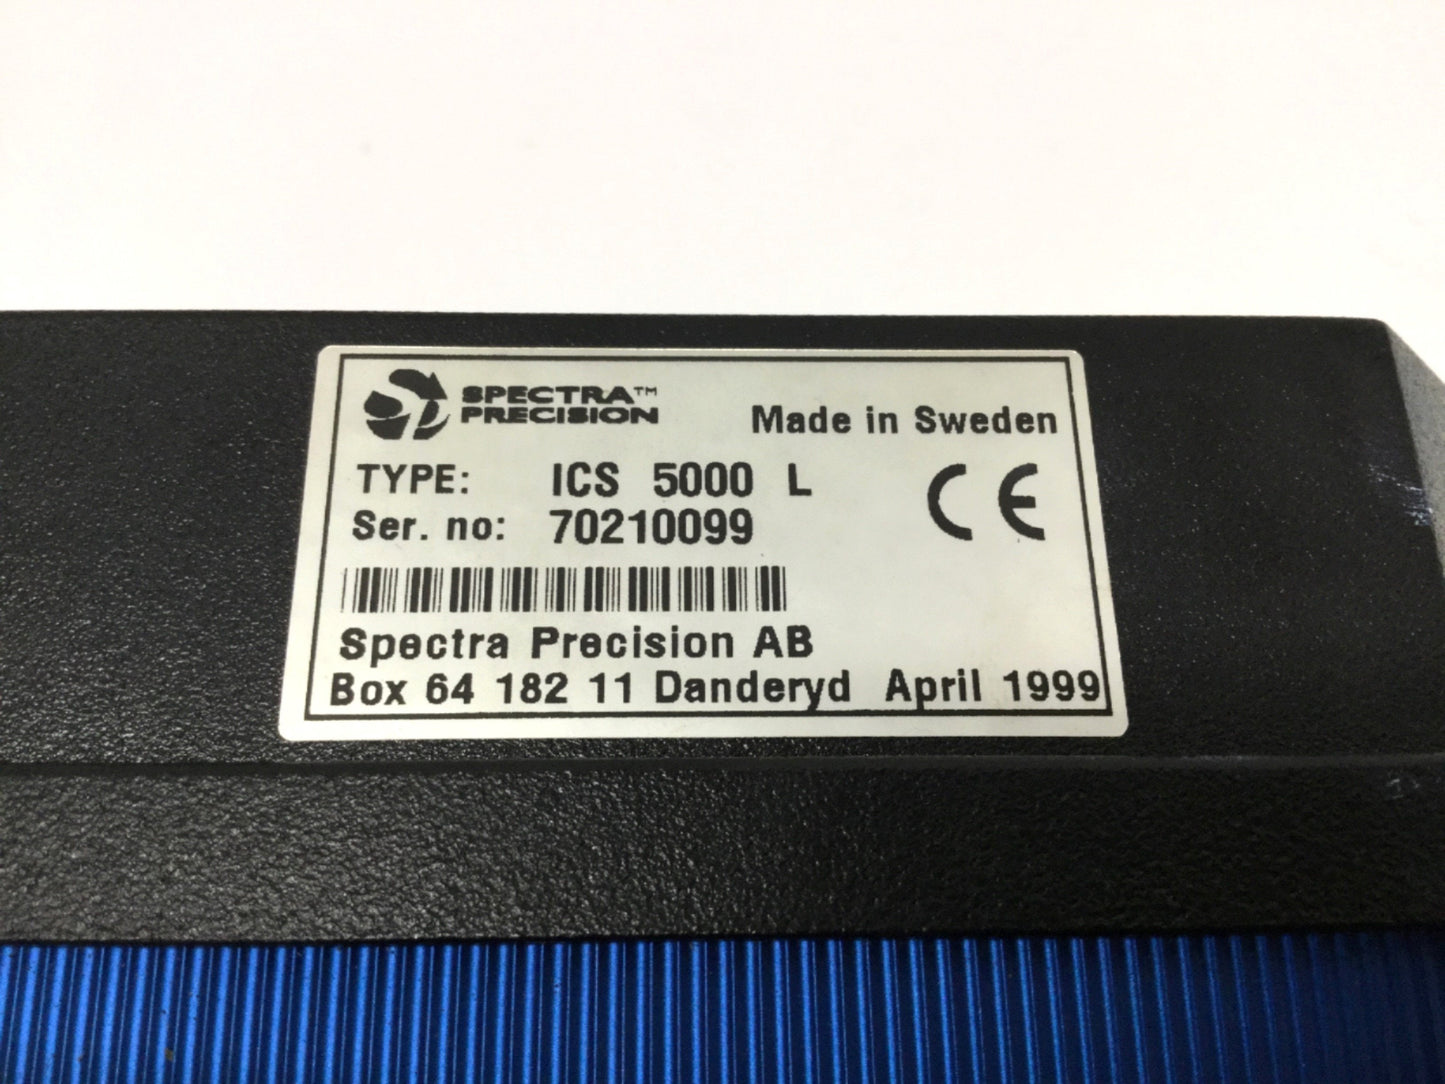 SPECTRA™
PRECISION
Made in Sweden
TYPE: ICS 5000 L
CE
Ser. no: 70210099
Spectra Precision AB
Box 64 182 11 Danderyd April 1999